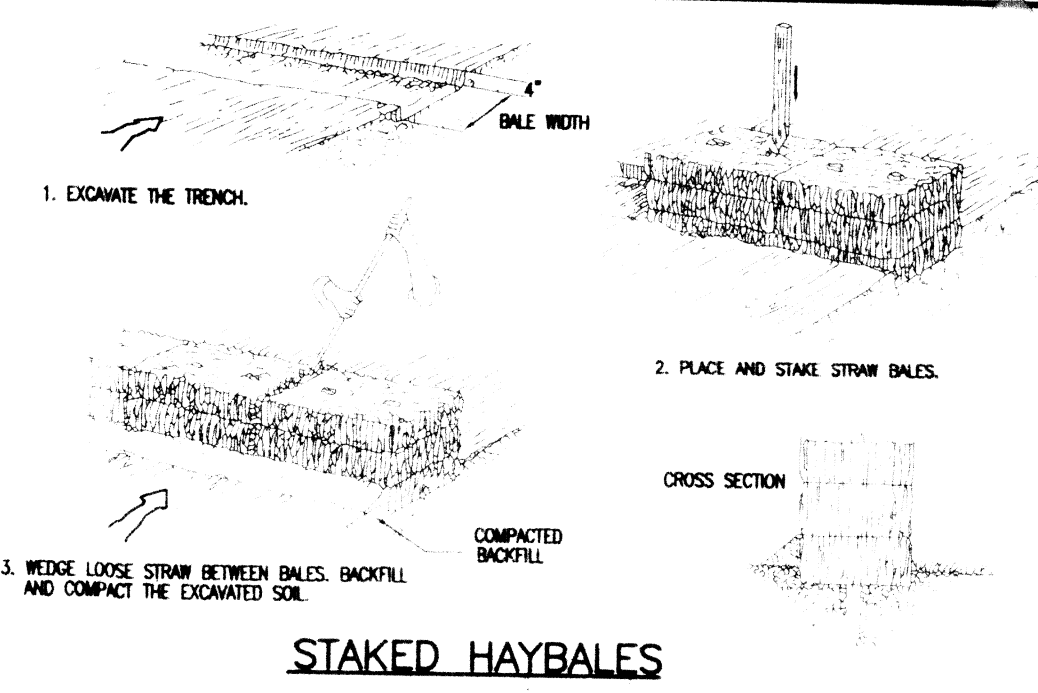 4"
BALE WIDTH
1. EXCAVATE THE TRENCH.
2. PLACE AND STAKE STRAW BALES.
CROSS SECTION
COMPACTED
BACKFILL
3. WEDGE LOOSE STRAW BETWEEN BALES. BACKFILL
AND COMPACT THE EXCAVATED SOIL.
STAKED HAYBALES